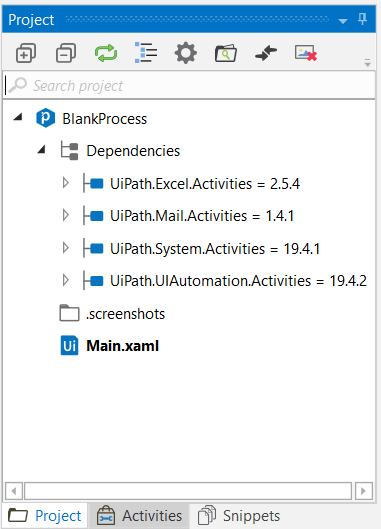 Project
Search project
BlankProcess
Dependencies
UiPath.Excel.Activities = 2.5.4
UiPath.Mail.Activities = 1.4.1
UiPath.System.Activities = 19.4.1
UiPath.UIAutomation.Activities = 19.4.2
.screenshots
Ui Main.xaml
Project Activities Snippets